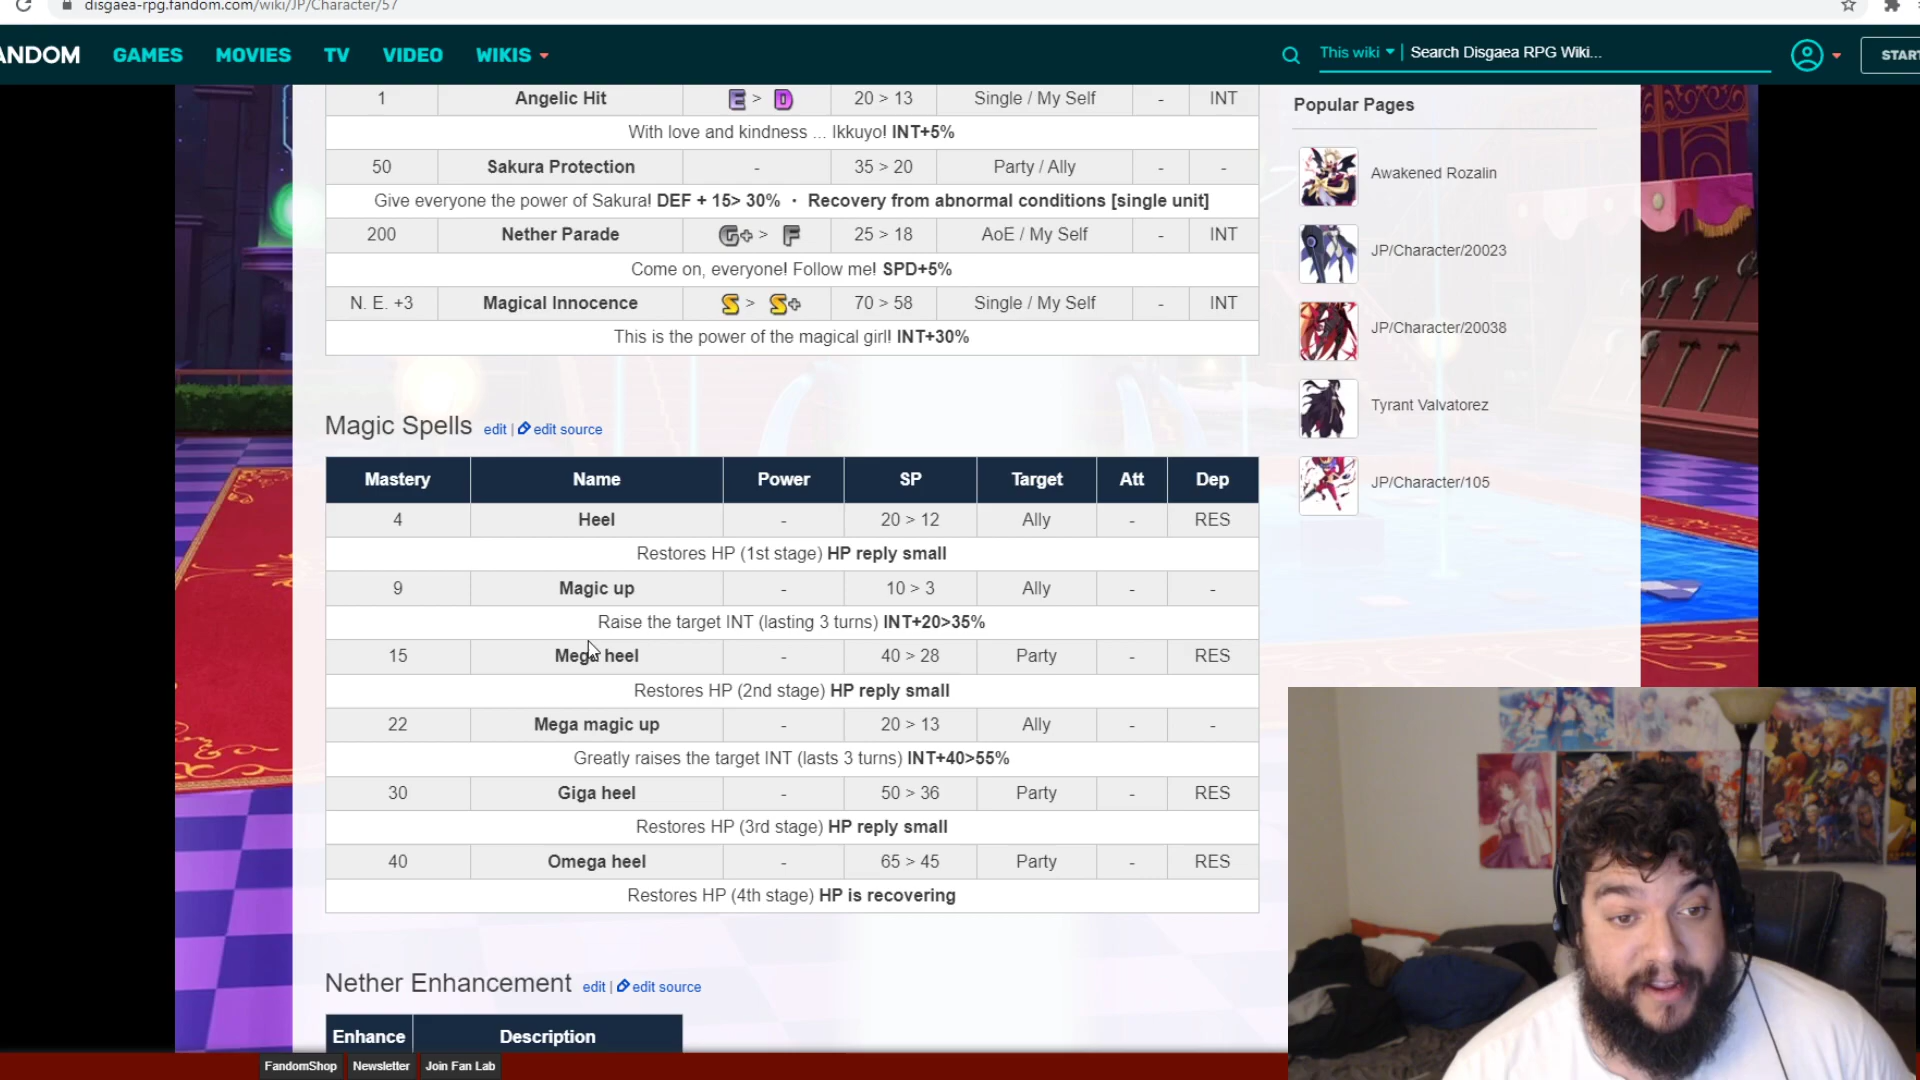 disgaea-rpg.fandom.com/wiki/JP/Character/57
ANDOM GAMES MOVIES TV VIDEO WIKIS This wiki Search Disgaea RPG Wiki... START
1 Angelic Hit E > D 20 > 13 Single / My Self - INT
With love and kindness ... Ikkuyo! INT+5%
50 Sakura Protection - 35 > 20 Party / Ally - -
Give everyone the power of Sakura! DEF + 15> 30% ・ Recovery from abnormal conditions [single unit]
200 Nether Parade G+ > F 25 > 18 AoE / My Self - INT
Come on, everyone! Follow me! SPD+5%
N. E. +3 Magical Innocence S > S+ 70 > 58 Single / My Self - INT
This is the power of the magical girl! INT+30%
Magic Spells edit | edit source
Mastery Name Power SP Target Att Dep
4 Heel - 20 > 12 Ally - RES
Restores HP (1st stage) HP reply small
9 Magic up - 10 > 3 Ally - -
Raise the target INT (lasting 3 turns) INT+20>35%
15 Mega heel - 40 > 28 Party - RES
Restores HP (2nd stage) HP reply small
22 Mega magic up - 20 > 13 Ally - -
Greatly raises the target INT (lasts 3 turns) INT+40>55%
30 Giga heel - 50 > 36 Party - RES
Restores HP (3rd stage) HP reply small
40 Omega heel - 65 > 45 Party - RES
Restores HP (4th stage) HP is recovering
Nether Enhancement edit | edit source
Enhance Description
Popular Pages
Awakened Rozalin
JP/Character/20023
JP/Character/20038
Tyrant Valvatorez
JP/Character/105
FandomShop Newsletter Join Fan Lab